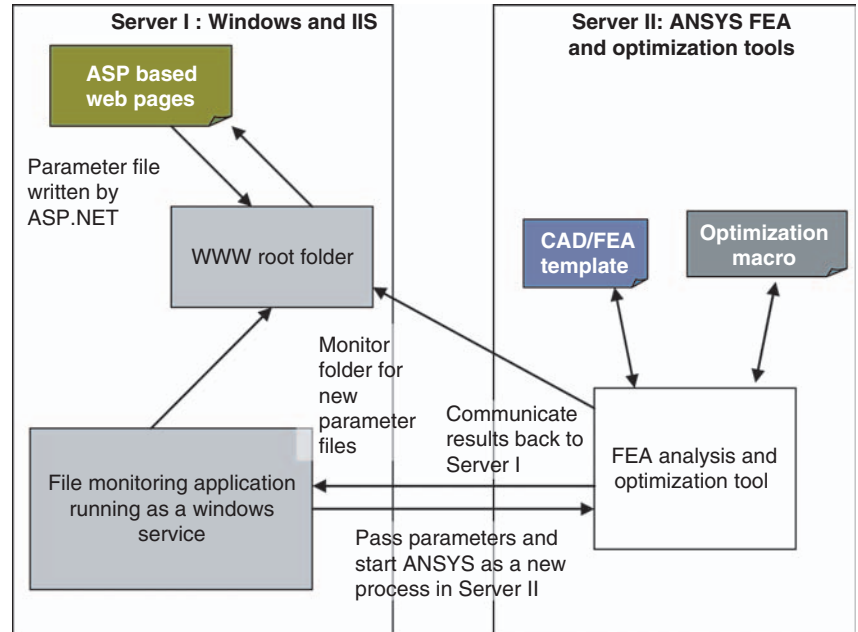 Server I : Windows and IIS
ASP based
web pages
Parameter file
written by
ASP.NET
WWW root folder
Monitor
folder for
new
parameter
files
File monitoring application
running as a windows
service
Server II: ANSYS FEA
and optimization tools
CAD/FEA
template
Optimization
macro
Communicate
results back to
Server I
FEA analysis and
optimization tool
Pass parameters and
start ANSYS as a new
process in Server II